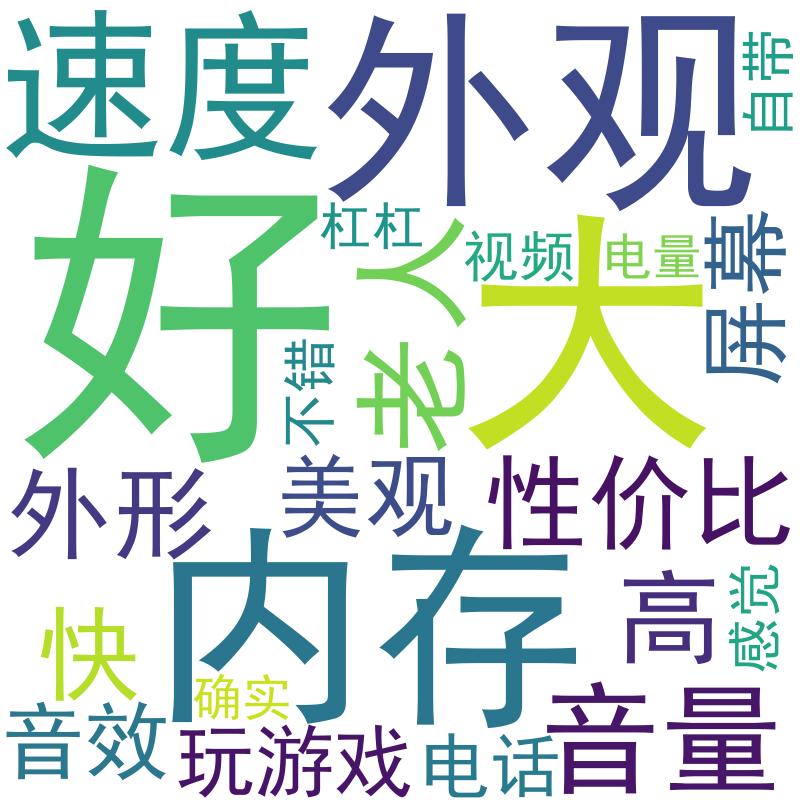 速度
外观
自带
好
杠杠
老人
视频
电量
大
屏幕
不错
外形
美观
性价比
内存
高
感觉
快
确实
音效
玩游戏
电话
音量